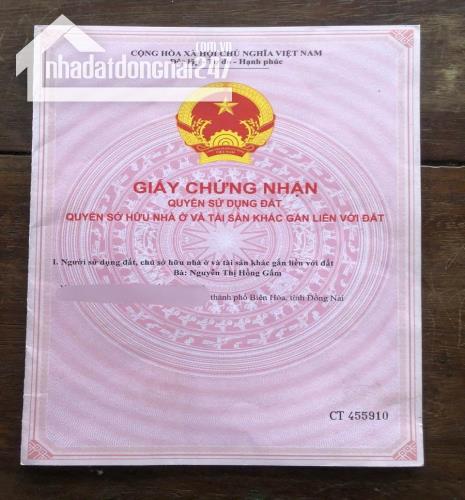 .com.vn
nhadatdongnai247
CỘNG HÒA XÃ HỘI CHỦ NGHĨA VIỆT NAM
- Hạnh phúc
VIỆT NAM
GIẤY CHỨNG NHẬN
QUYỀN SỬ DỤNG ĐẤT
QUYỀN SỞ HỮU NHÀ Ở VÀ TÀI SẢN KHÁC GẮN LIỀN VỚI ĐẤT
I. Người sử dụng đất, chủ sở hữu nhà ở và tài sản khác gắn liền với đất
Bà: Nguyễn Thị Hồng Gấm
thành phố Biên Hòa, tỉnh Đồng Nai
CT 455910